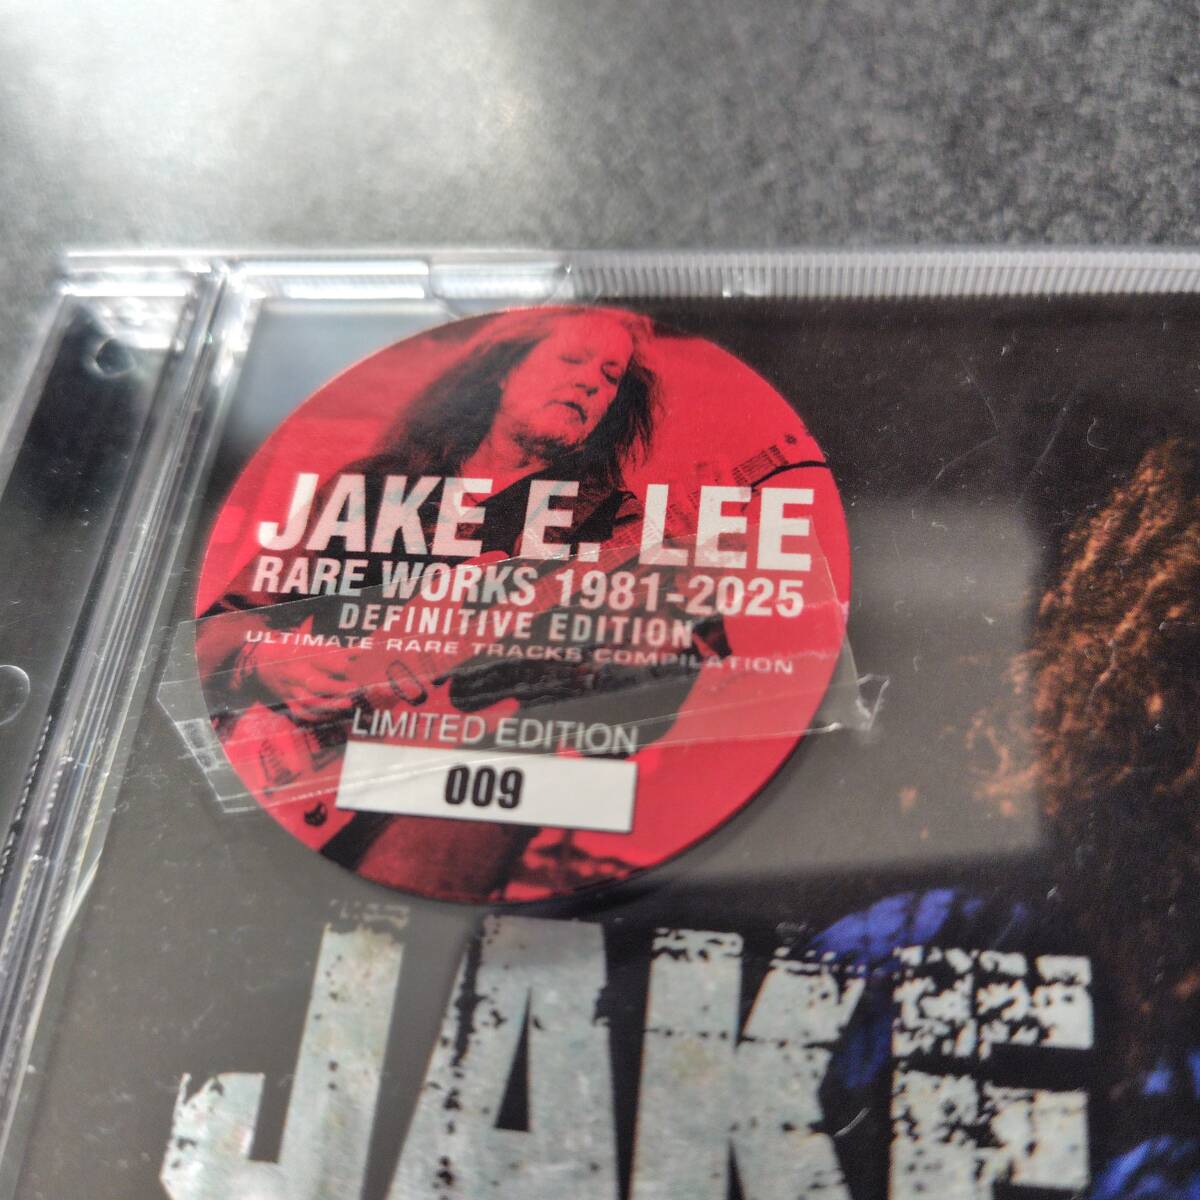 JAKE E. LEE
RARE WORKS 1981-2025
DEFINITIVE EDITION
ULTIMATE RARE TRACKS COMPILATION
LIMITED EDITION
009
JAKE